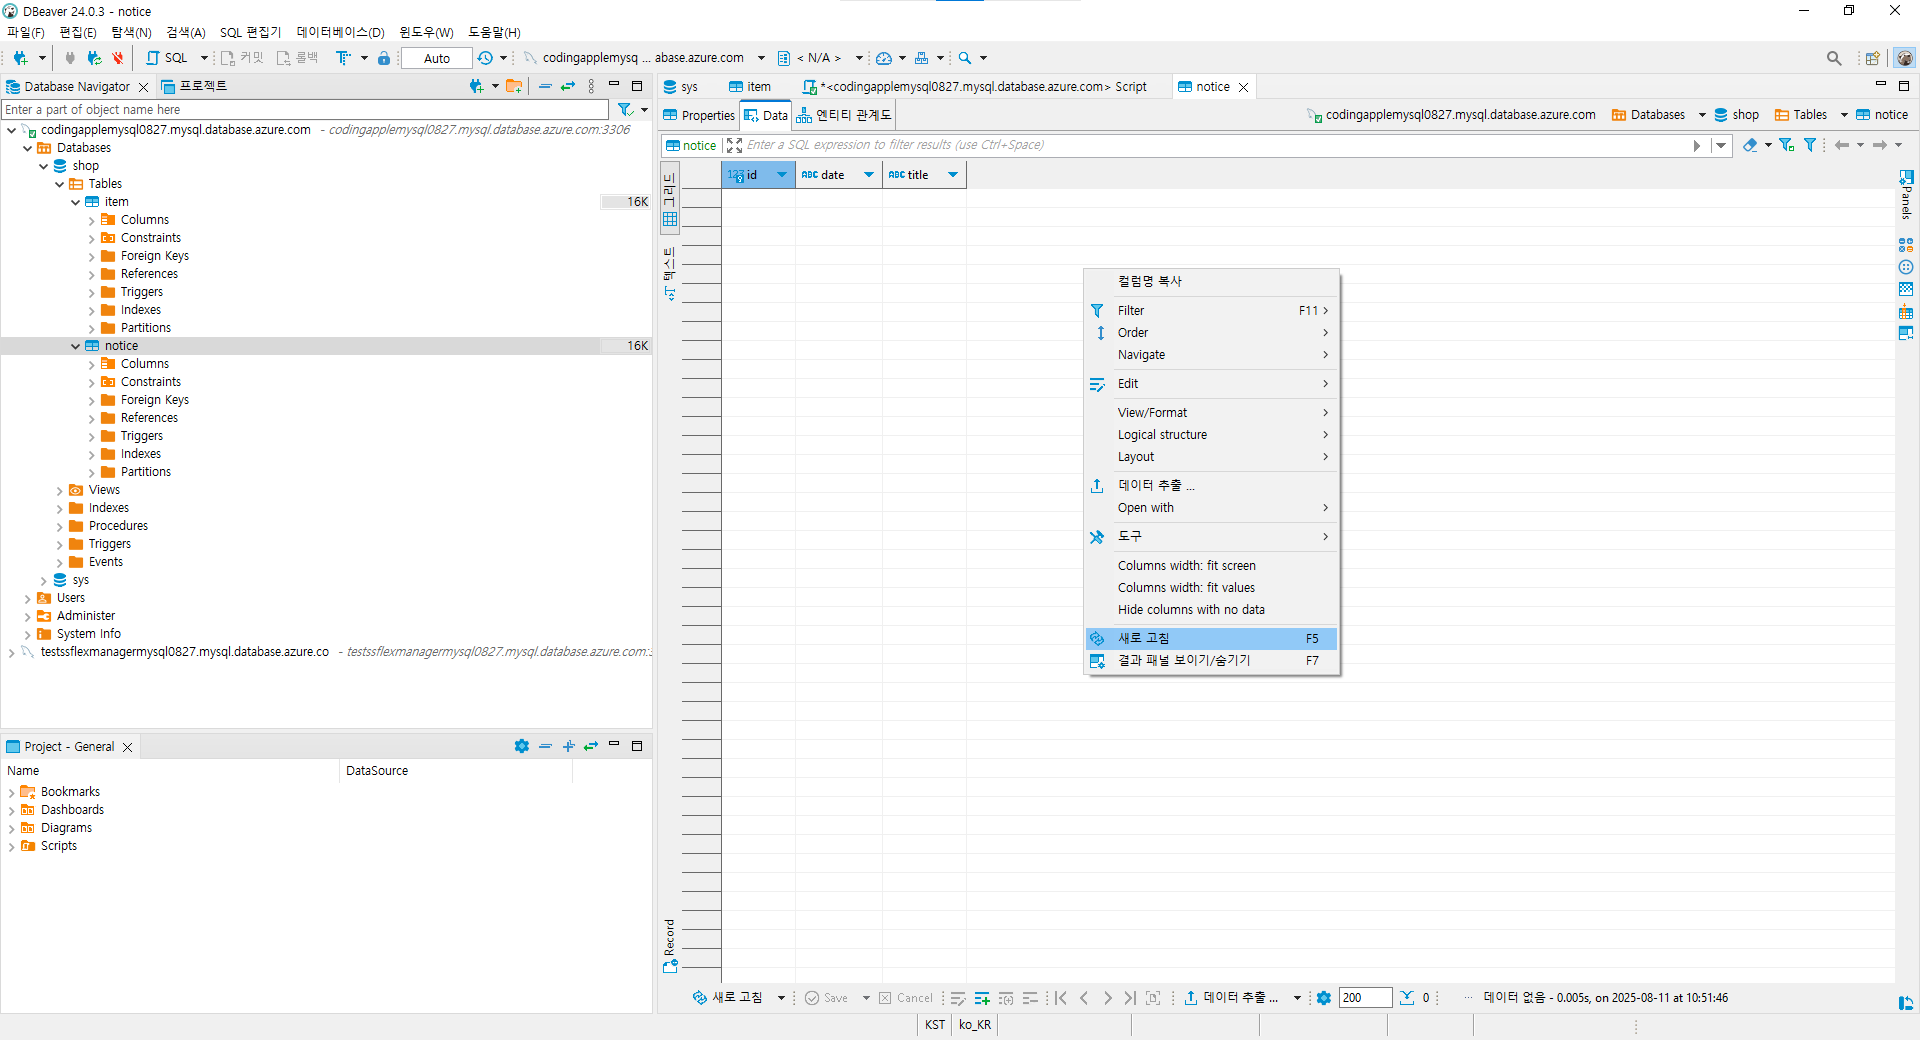 DBeaver 24.0.3 - notice
파일(F) 편집(E) 탐색(N) 검색(A) SQL 편집기 데이터베이스(D) 윈도우(W) 도움말(H)
SQL 커밋 롤백 Auto codingapplemysq ... abase.azure.com < N/A >
Database Navigator 프로젝트
Enter a part of object name here
codingapplemysql0827.mysql.database.azure.com - codingapplemysql0827.mysql.database.azure.com:3306
Databases
shop
Tables
item 16K
Columns
Constraints
Foreign Keys
References
Triggers
Indexes
Partitions
notice 16K
Columns
Constraints
Foreign Keys
References
Triggers
Indexes
Partitions
Views
Indexes
Procedures
Triggers
Events
sys
Users
Administer
System Info
testssflexmanagermysql0827.mysql.database.azure.co - testssflexmanagermysql0827.mysql.database.azure.com:3
Project - General
Name DataSource
Bookmarks
Dashboards
Diagrams
Scripts
sys item *<codingapplemysql0827.mysql.database.azure.com> Script notice
Properties Data 엔티티 관계도 codingapplemysql0827.mysql.database.azure.com Databases shop Tables notice
notice Enter a SQL expression to filter results (use Ctrl+Space)
그리드
텍스트
Record
123 id ABC date ABC title
Panels
컬럼명 복사
Filter F11
Order
Navigate
Edit
View/Format
Logical structure
Layout
데이터 추출 ...
Open with
도구
Columns width: fit screen
Columns width: fit values
Hide columns with no data
새로 고침 F5
결과 패널 보이기/숨기기 F7
새로 고침 Save Cancel 데이터 추출 ... 200 0 ... 데이터 없음 - 0.005s, on 2025-08-11 at 10:51:46
KST ko_KR